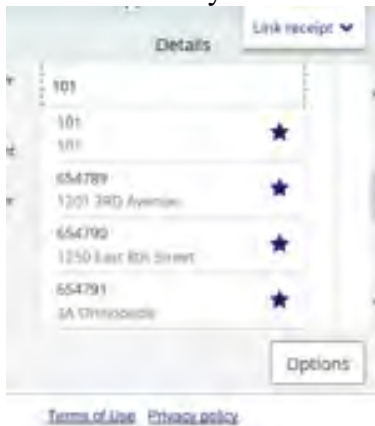 Link receipt
Details
101
101
101
654789
1201 3RD Avenue
654790
1250 East 8th Street
654791
3A Orthopedic
Options
Terms of Use Privacy policy